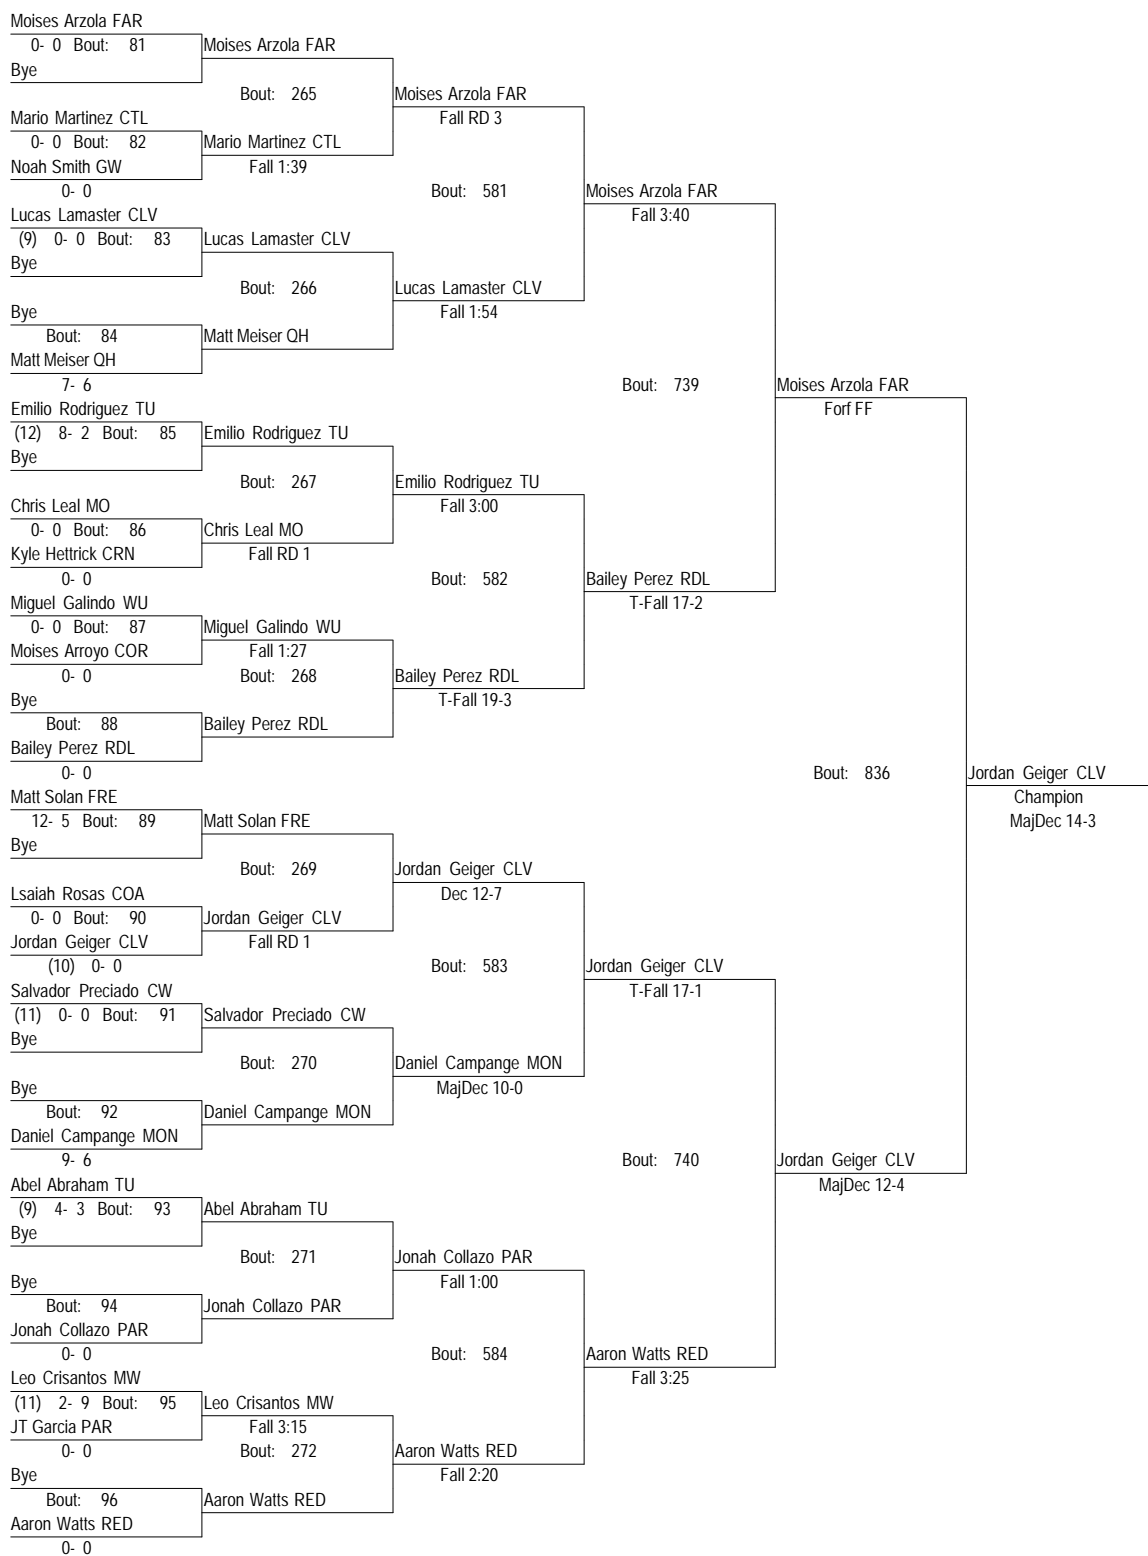 Moises Arzola FAR
0- 0 Bout: 81
Moises Arzola FAR
Bye
Bout: 265
Moises Arzola FAR
Mario Martinez CTL
Fall RD 3
0- 0 Bout: 82
Mario Martinez CTL
Noah Smith GW
Fall 1:39
0- 0
Bout: 581
Moises Arzola FAR
Lucas Lamaster CLV
Fall 3:40
(9) 0- 0 Bout: 83
Lucas Lamaster CLV
Bye
Bout: 266
Lucas Lamaster CLV
Bye
Fall 1:54
Bout: 84
Matt Meiser QH
Matt Meiser QH
7- 6
Bout: 739
Moises Arzola FAR
Emilio Rodriguez TU
Forf FF
(12) 8- 2 Bout: 85
Emilio Rodriguez TU
Bye
Bout: 267
Emilio Rodriguez TU
Chris Leal MO
Fall 3:00
0- 0 Bout: 86
Chris Leal MO
Kyle Hettrick CRN
Fall RD 1
0- 0
Bout: 582
Bailey Perez RDL
Miguel Galindo WU
T-Fall 17-2
0- 0 Bout: 87
Miguel Galindo WU
Moises Arroyo COR
Fall 1:27
0- 0
Bout: 268
Bailey Perez RDL
Bye
T-Fall 19-3
Bout: 88
Bailey Perez RDL
Bailey Perez RDL
0- 0
Bout: 836
Jordan Geiger CLV
Matt Solan FRE
Champion
12- 5 Bout: 89
Matt Solan FRE
MajDec 14-3
Bye
Bout: 269
Jordan Geiger CLV
Lsaiah Rosas COA
Dec 12-7
0- 0 Bout: 90
Jordan Geiger CLV
Jordan Geiger CLV
Fall RD 1
(10) 0- 0
Bout: 583
Jordan Geiger CLV
Salvador Preciado CW
T-Fall 17-1
(11) 0- 0 Bout: 91
Salvador Preciado CW
Bye
Bout: 270
Daniel Campange MON
Bye
MajDec 10-0
Bout: 92
Daniel Campange MON
Daniel Campange MON
9- 6
Bout: 740
Jordan Geiger CLV
Abel Abraham TU
MajDec 12-4
(9) 4- 3 Bout: 93
Abel Abraham TU
Bye
Bout: 271
Jonah Collazo PAR
Bye
Fall 1:00
Bout: 94
Jonah Collazo PAR
Jonah Collazo PAR
0- 0
Bout: 584
Aaron Watts RED
Leo Crisantos MW
Fall 3:25
(11) 2- 9 Bout: 95
Leo Crisantos MW
JT Garcia PAR
Fall 3:15
0- 0
Bout: 272
Aaron Watts RED
Bye
Fall 2:20
Bout: 96
Aaron Watts RED
Aaron Watts RED
0- 0